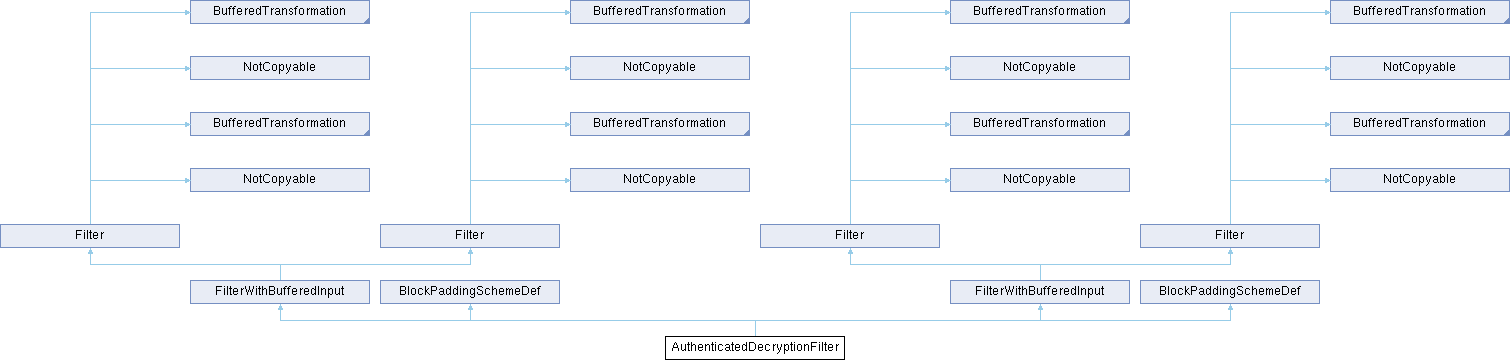 BufferedTransformation BufferedTransformation BufferedTransformation BufferedTransformation
NotCopyable NotCopyable NotCopyable NotCopyable
BufferedTransformation BufferedTransformation BufferedTransformation BufferedTransformation
NotCopyable NotCopyable NotCopyable NotCopyable
Filter Filter Filter Filter
FilterWithBufferedInput BlockPaddingSchemeDef FilterWithBufferedInput BlockPaddingSchemeDef
AuthenticatedDecryptionFilter